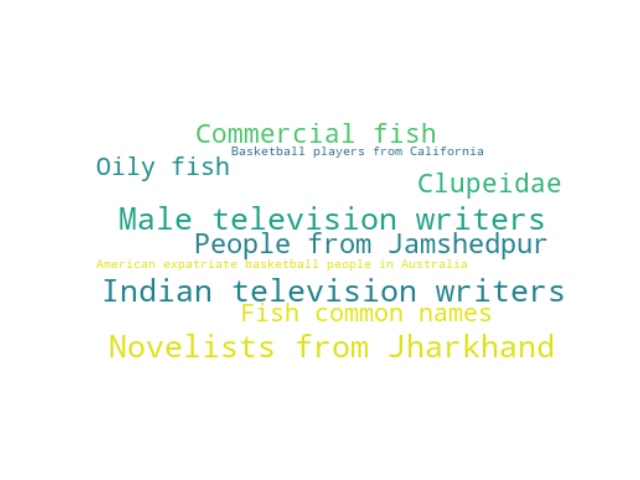 Commercial fish
Basketball players from California
Oily fish
Clupeidae
Male television writers
People from Jamshedpur
American expatriate basketball people in Australia
Indian television writers
Fish common names
Novelists from Jharkhand